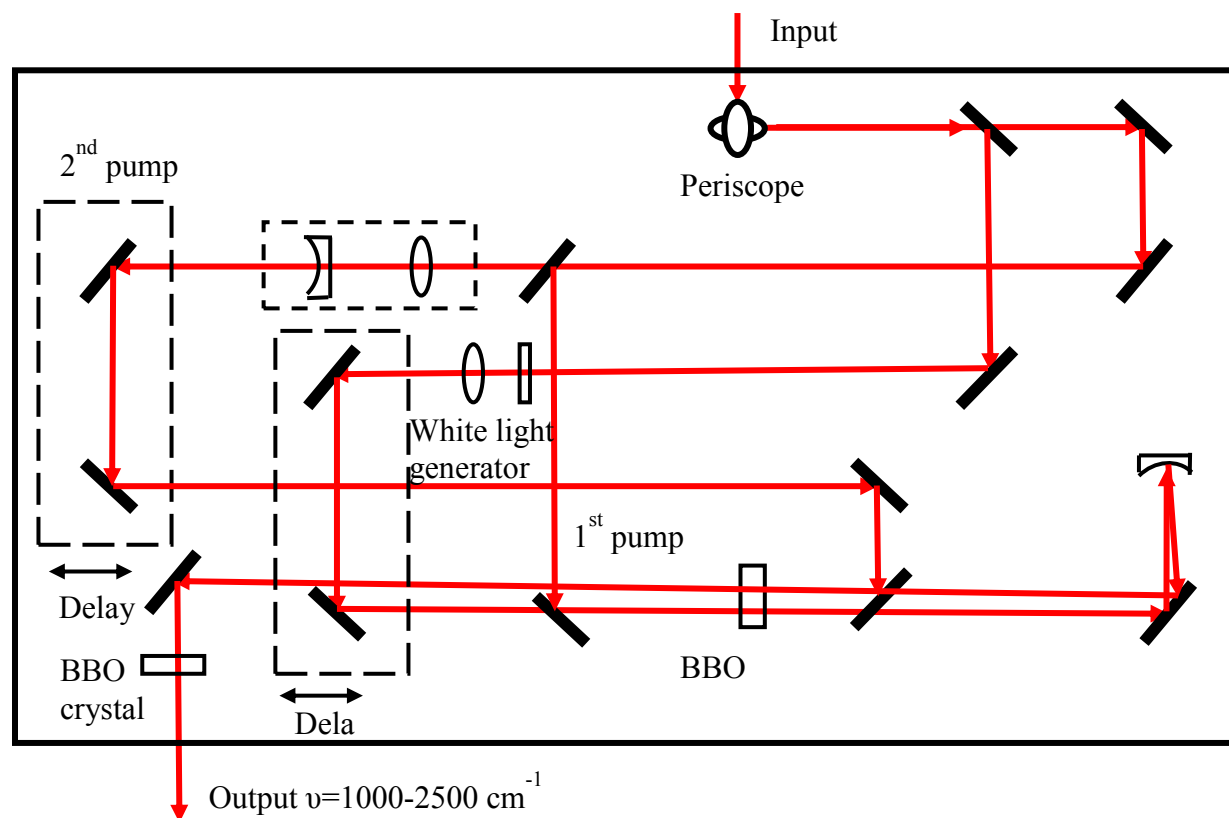 Input
Periscope
2nd pump
White light
generator
1st pump
Delay
BBO
BBO
crystal
Dela
Output υ=1000-2500 cm-1